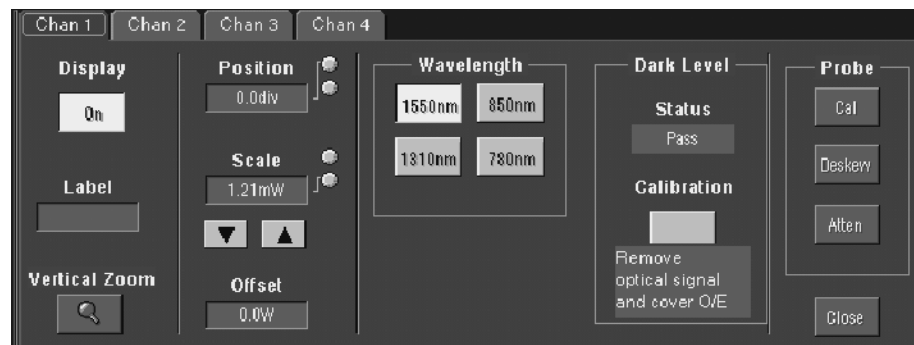 Chan 1 Chan 2 Chan 3 Chan 4
Display
On
Label
Vertical Zoom
Position
0.0div
Scale
1.21mW
Offset
0.0W
Wavelength
1550nm 850nm
1310nm 780nm
Dark Level
Status
Pass
Calibration
Remove
optical signal
and cover O/E
Probe
Cal
Deskew
Atten
Close